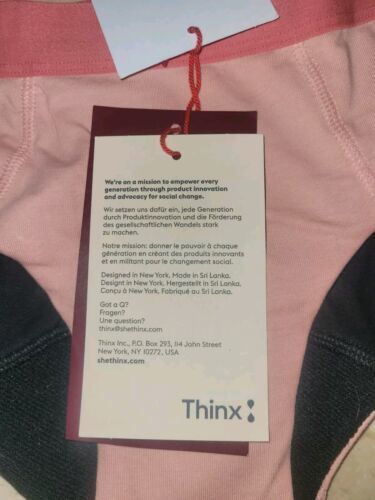 We're on a mission to empower every
generation through product innovation
and advocacy for social change.
Wir setzen uns dafür ein, jede Generation
durch Produktinnovation und die Förderung
des gesellschaftlichen Wandels stark
zu machen.
Notre mission: donner le pouvoir à chaque
génération en créant des produits innovants
et en militant pour le changement social.
Designed in New York. Made in Sri Lanka.
Designt in New York. Hergestellt in Sri Lanka.
Conçu à New York. Fabriqué au Sri Lanka.
Got a Q?
Fragen?
Une question?
thinx@shethinx.com
Thinx Inc., P.O. Box 293, 114 John Street
New York, NY 10272, USA
shethinx.com
Thinx